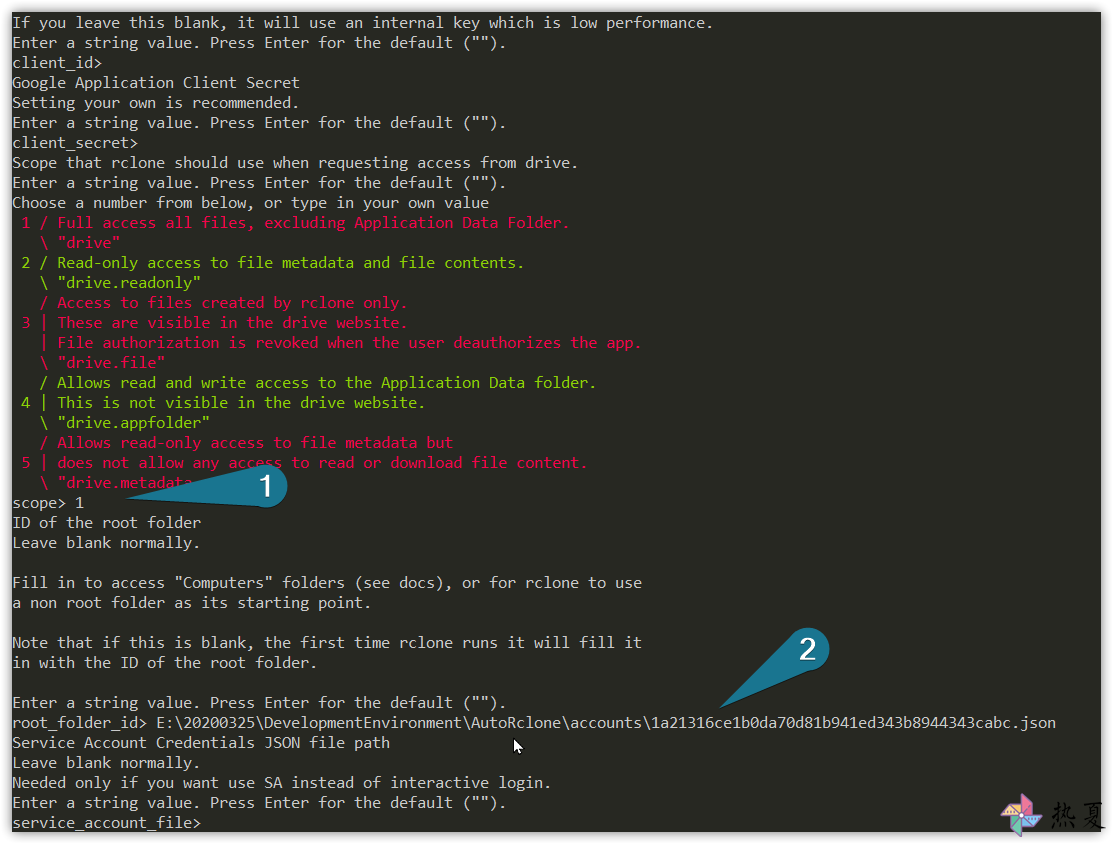 If you leave this blank, it will use an internal key which is low performance.
Enter a string value. Press Enter for the default ("").
client_id>
Google Application Client Secret
Setting your own is recommended.
Enter a string value. Press Enter for the default ("").
client_secret>
Scope that rclone should use when requesting access from drive.
Enter a string value. Press Enter for the default ("").
Choose a number from below, or type in your own value
1 / Full access all files, excluding Application Data Folder.
\ "drive"
2 / Read-only access to file metadata and file contents.
\ "drive.readonly"
/ Access to files created by rclone only.
3 | These are visible in the drive website.
| File authorization is revoked when the user deauthorizes the app.
\ "drive.file"
/ Allows read and write access to the Application Data folder.
4 | This is not visible in the drive website.
\ "drive.appfolder"
/ Allows read-only access to file metadata but
5 | does not allow any access to read or download file content.
\ "drive.metadata
1
scope> 1
ID of the root folder
Leave blank normally.
Fill in to access "Computers" folders (see docs), or for rclone to use
a non root folder as its starting point.
Note that if this is blank, the first time rclone runs it will fill it
in with the ID of the root folder.
2
Enter a string value. Press Enter for the default ("").
root_folder_id> E:\20200325\DevelopmentEnvironment\AutoRclone\accounts\1a21316ce1b0da70d81b941ed343b8944343cabc.json
Service Account Credentials JSON file path
Leave blank normally.
Needed only if you want use SA instead of interactive login.
Enter a string value. Press Enter for the default ("").
service_account_file>
热夏